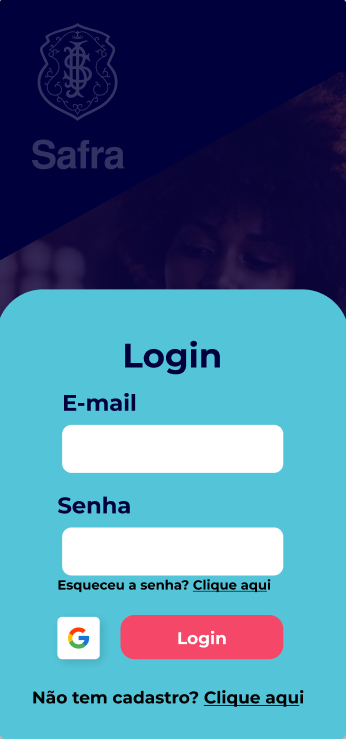 Safra
Login
E-mail
Senha
Esqueceu a senha? Clique aqui
Login
Não tem cadastro? Clique aqui